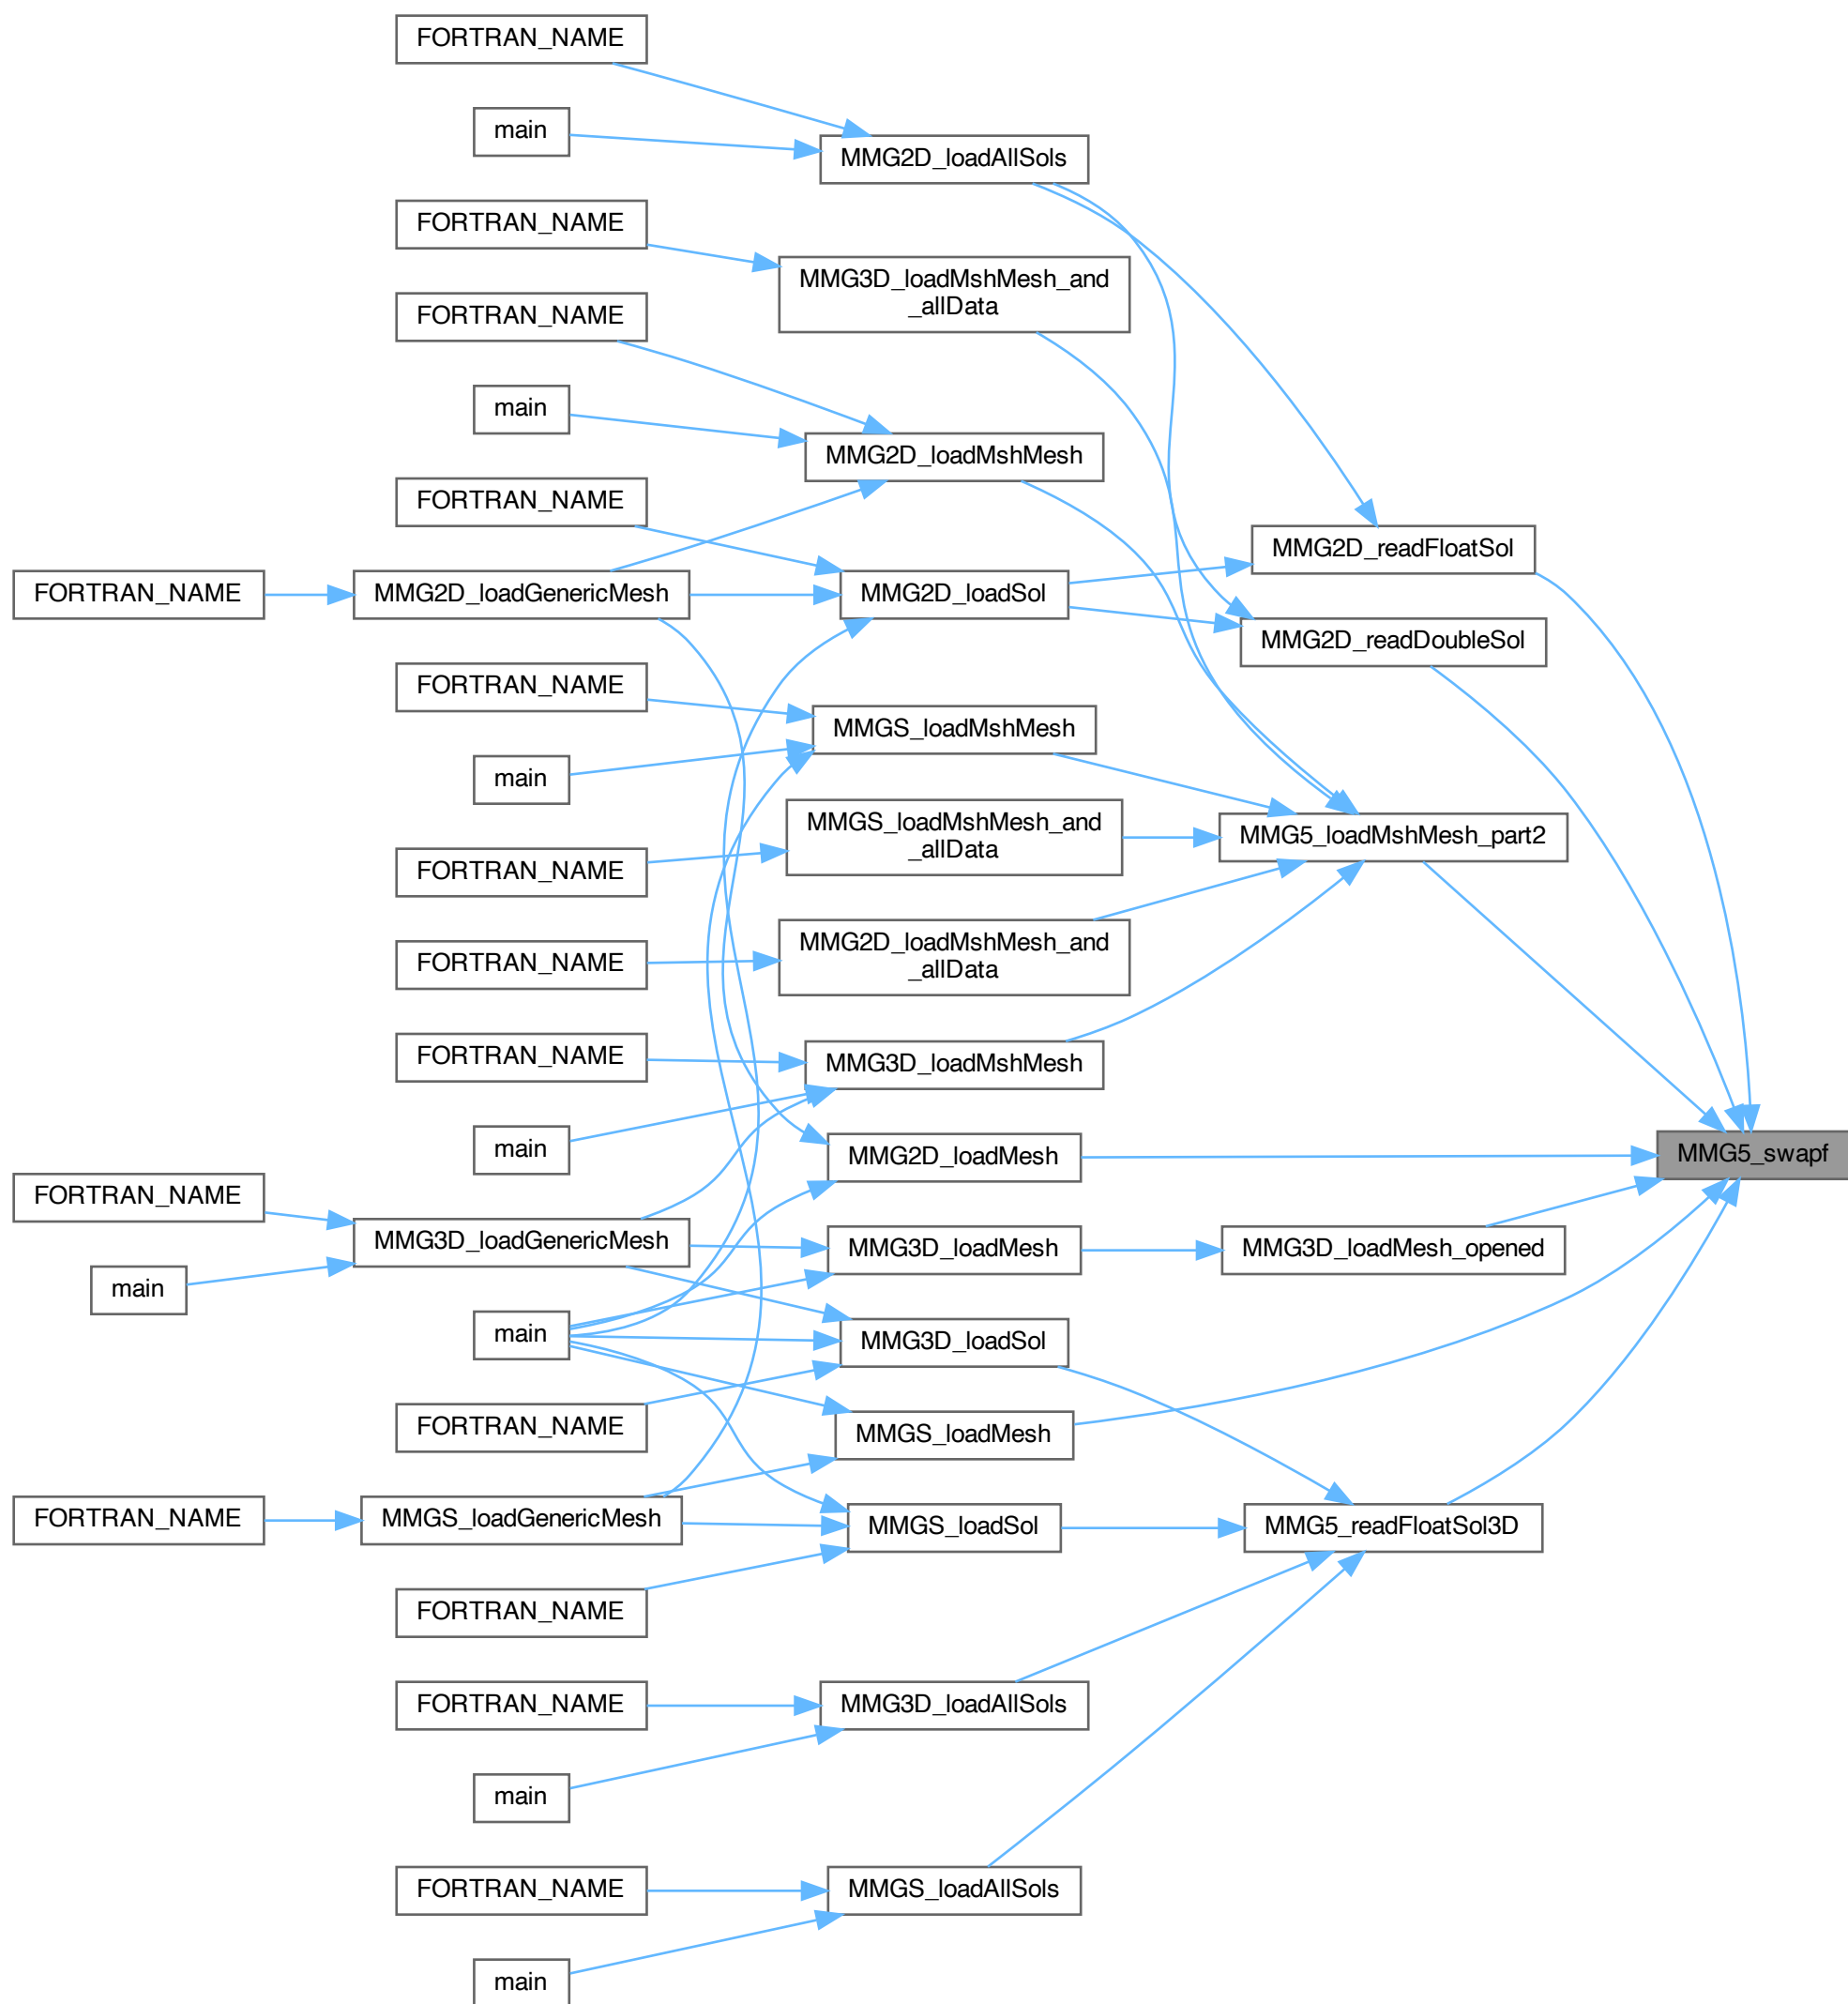 FORTRAN_NAME
main
MMG2D_loadAllSols
FORTRAN_NAME
MMG3D_loadMshMesh_and
_allData
FORTRAN_NAME
main
MMG2D_loadMshMesh
FORTRAN_NAME
MMG2D_readFloatSol
FORTRAN_NAME
MMG2D_loadGenericMesh
MMG2D_loadSol
MMG2D_readDoubleSol
FORTRAN_NAME
MMGS_loadMshMesh
main
MMGS_loadMshMesh_and
_allData
MMG5_loadMshMesh_part2
FORTRAN_NAME
MMG2D_loadMshMesh_and
_allData
FORTRAN_NAME
FORTRAN_NAME
MMG3D_loadMshMesh
main
MMG2D_loadMesh
MMG5_swapf
FORTRAN_NAME
MMG3D_loadGenericMesh
MMG3D_loadMesh
MMG3D_loadMesh_opened
main
main
MMG3D_loadSol
FORTRAN_NAME
MMGS_loadMesh
FORTRAN_NAME
MMGS_loadGenericMesh
MMGS_loadSol
MMG5_readFloatSol3D
FORTRAN_NAME
FORTRAN_NAME
MMG3D_loadAllSols
main
FORTRAN_NAME
MMGS_loadAllSols
main